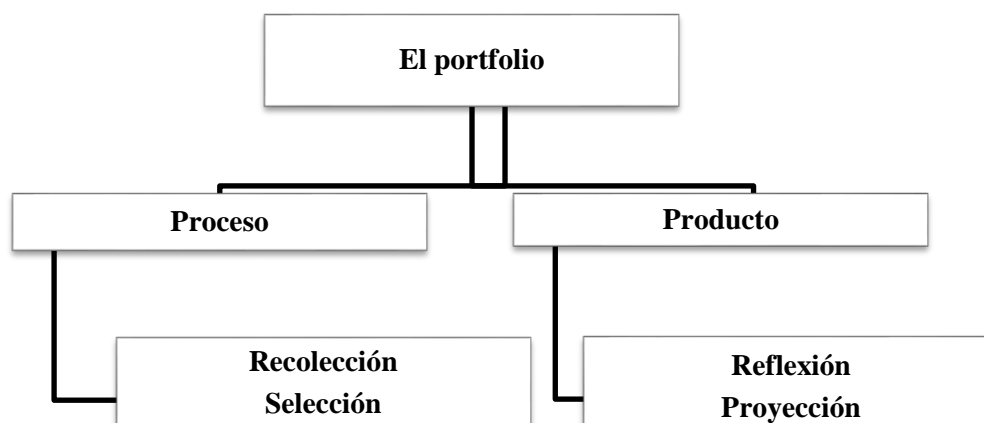 El portfolio
Proceso
Producto
Recolección
Selección
Reflexión
Proyección